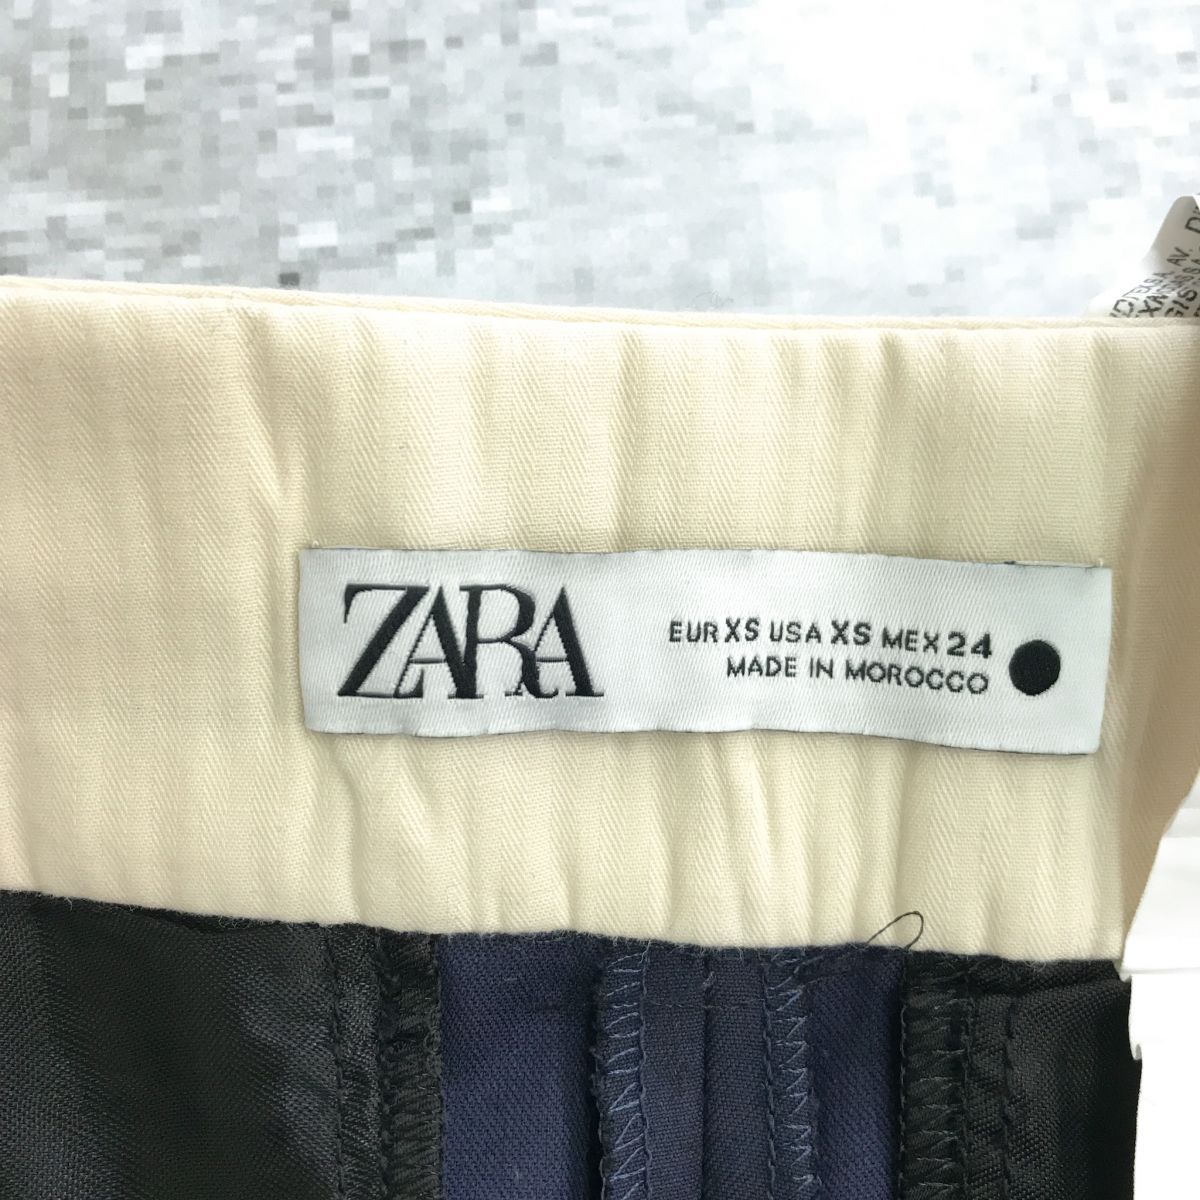 ZARA
EUR XS USA XS MEX 24
MADE IN MOROCCO